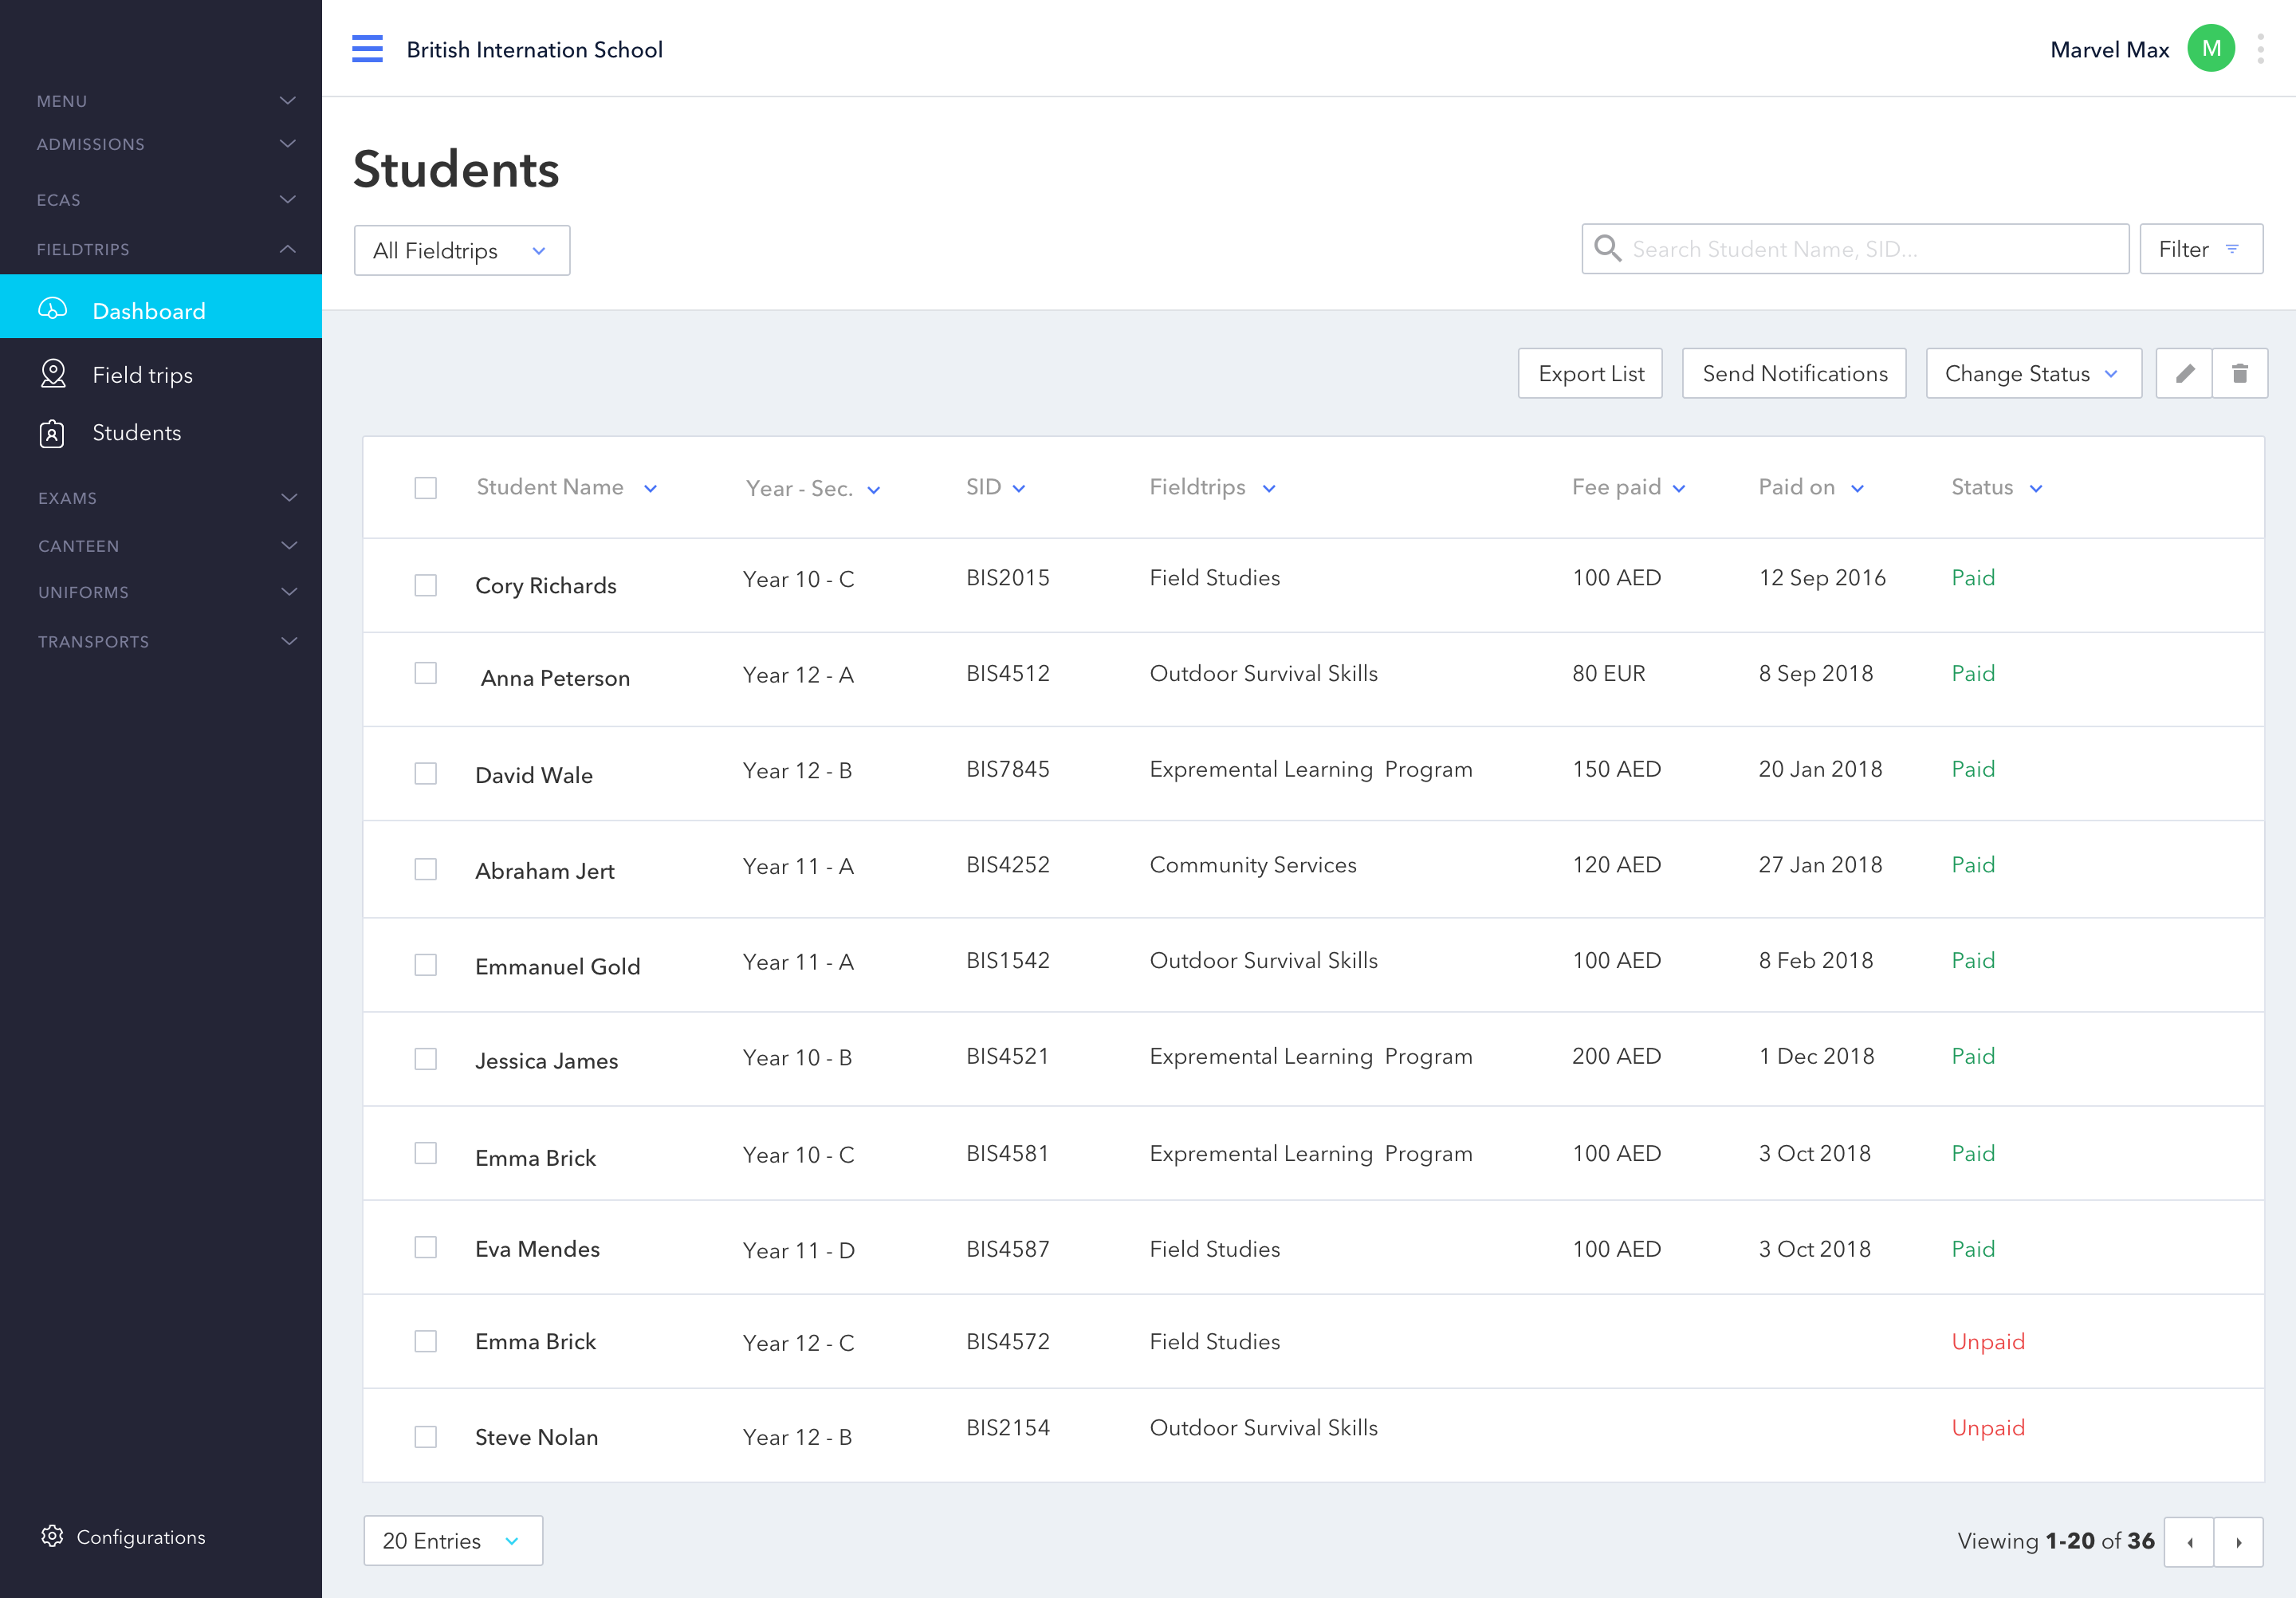 British Internation School
Marvel Max
M
MENU
ADMISSIONS
ECAS
FIELDTRIPS
Dashboard
Field trips
Students
EXAMS
CANTEEN
UNIFORMS
TRANSPORTS
Configurations
Students
All Fieldtrips
Search Student Name, SID...
Filter
Export List
Send Notifications
Change Status
Student Name Year - Sec. SID Fieldtrips Fee paid Paid on Status
Cory Richards Year 10 - C BIS2015 Field Studies 100 AED 12 Sep 2016 Paid
Anna Peterson Year 12 - A BIS4512 Outdoor Survival Skills 80 EUR 8 Sep 2018 Paid
David Wale Year 12 - B BIS7845 Expremental Learning Program 150 AED 20 Jan 2018 Paid
Abraham Jert Year 11 - A BIS4252 Community Services 120 AED 27 Jan 2018 Paid
Emmanuel Gold Year 11 - A BIS1542 Outdoor Survival Skills 100 AED 8 Feb 2018 Paid
Jessica James Year 10 - B BIS4521 Expremental Learning Program 200 AED 1 Dec 2018 Paid
Emma Brick Year 10 - C BIS4581 Expremental Learning Program 100 AED 3 Oct 2018 Paid
Eva Mendes Year 11 - D BIS4587 Field Studies 100 AED 3 Oct 2018 Paid
Emma Brick Year 12 - C BIS4572 Field Studies Unpaid
Steve Nolan Year 12 - B BIS2154 Outdoor Survival Skills Unpaid
20 Entries
Viewing 1-20 of 36